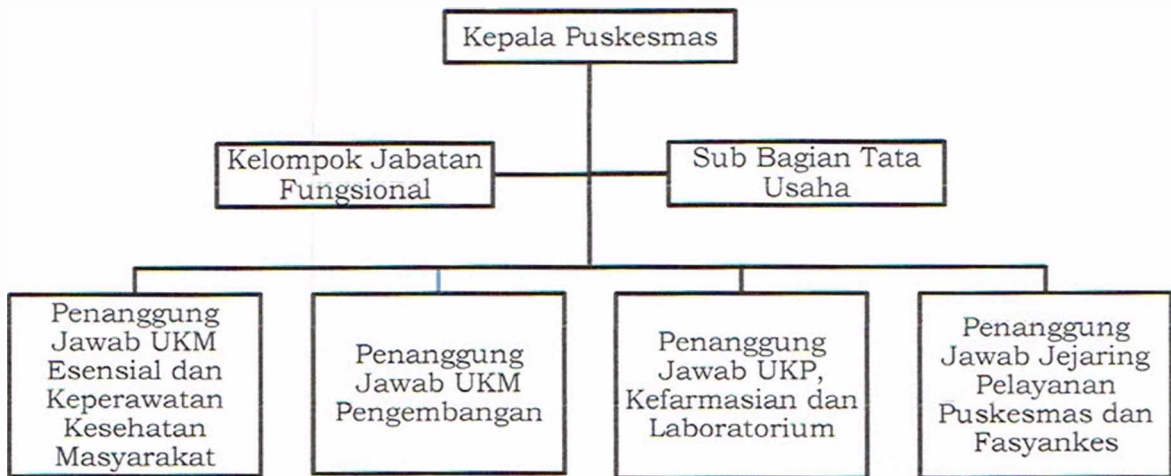 Kepala Puskesmas
Kelompok Jabatan
Fungsional
Sub Bagian Tata
Usaha
Penanggung
Jawab UKM
Esensial dan
Keperawatan
Kesehatan
Masyarakat
Penanggung
Jawab UKM
Pengembangan
Penanggung
Jawab UKP,
Kefarmasian dan
Laboratorium
Penanggung
Jawab Jejaring
Pelayanan
Puskesmas dan
Fasyankes